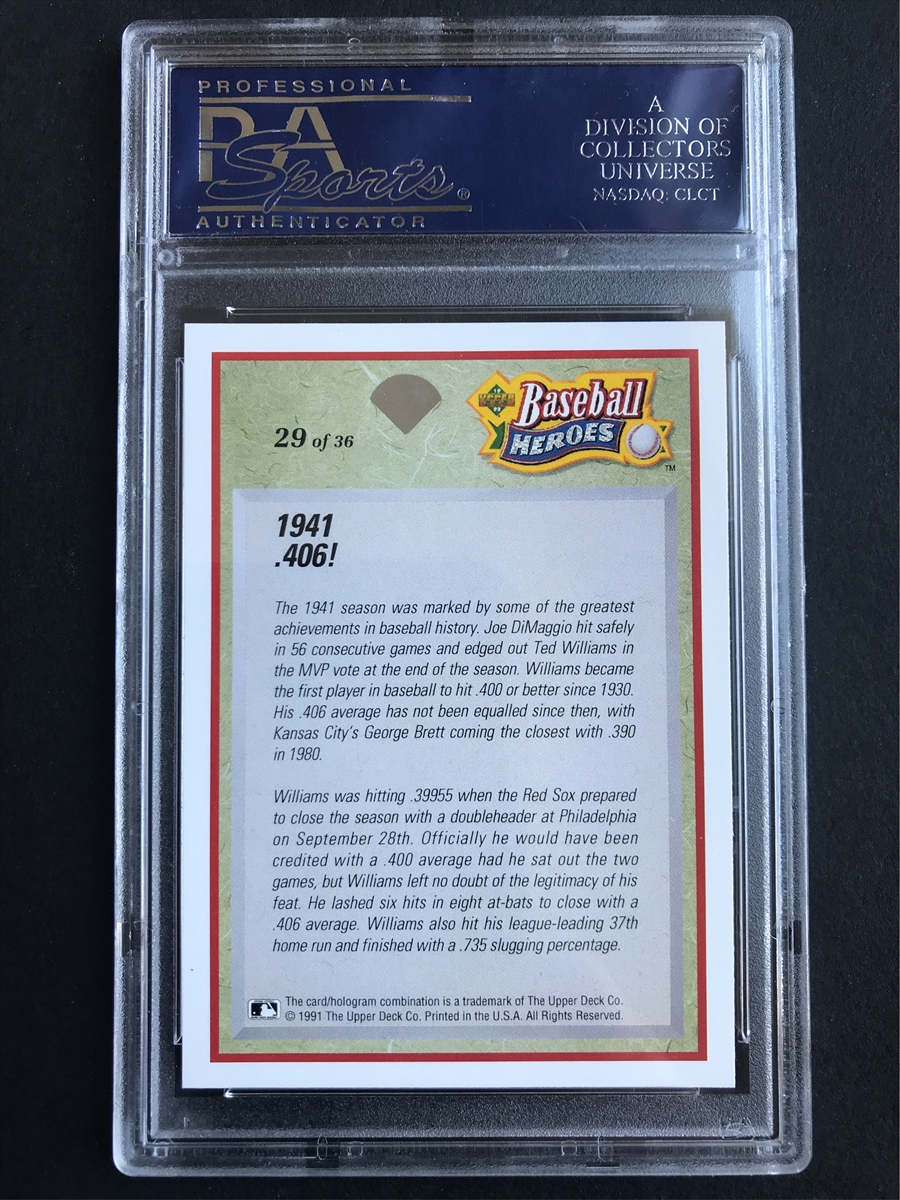 PROFESSIONAL
PSA
Sports®
AUTHENTICATOR
A
DIVISION OF
COLLECTORS
UNIVERSE
NASDAQ: CLCT
29 of 36
19
UPPER
DECK
92
Baseball
HEROES
™
1941
.406!
The 1941 season was marked by some of the greatest
achievements in baseball history. Joe DiMaggio hit safely
in 56 consecutive games and edged out Ted Williams in
the MVP vote at the end of the season. Williams became
the first player in baseball to hit .400 or better since 1930.
His .406 average has not been equalled since then, with
Kansas City's George Brett coming the closest with .390
in 1980.
Williams was hitting .39955 when the Red Sox prepared
to close the season with a doubleheader at Philadelphia
on September 28th. Officially he would have been
credited with a .400 average had he sat out the two
games, but Williams left no doubt of the legitimacy of his
feat. He lashed six hits in eight at-bats to close with a
.406 average. Williams also hit his league-leading 37th
home run and finished with a .735 slugging percentage.
The card/hologram combination is a trademark of The Upper Deck Co.
© 1991 The Upper Deck Co. Printed in the U.S.A. All Rights Reserved.